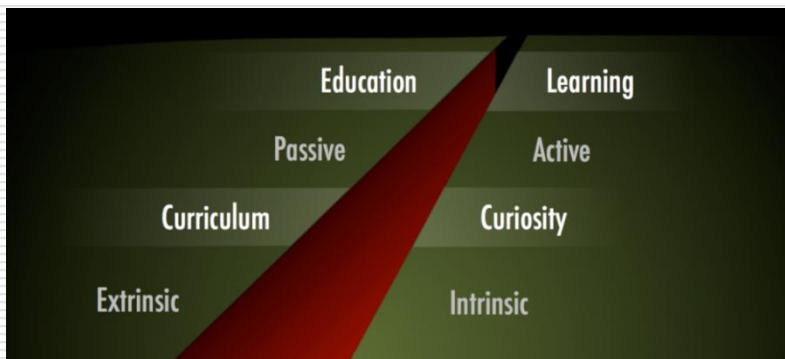 Education Learning
Passive Active
Curriculum Curiosity
Extrinsic Intrinsic